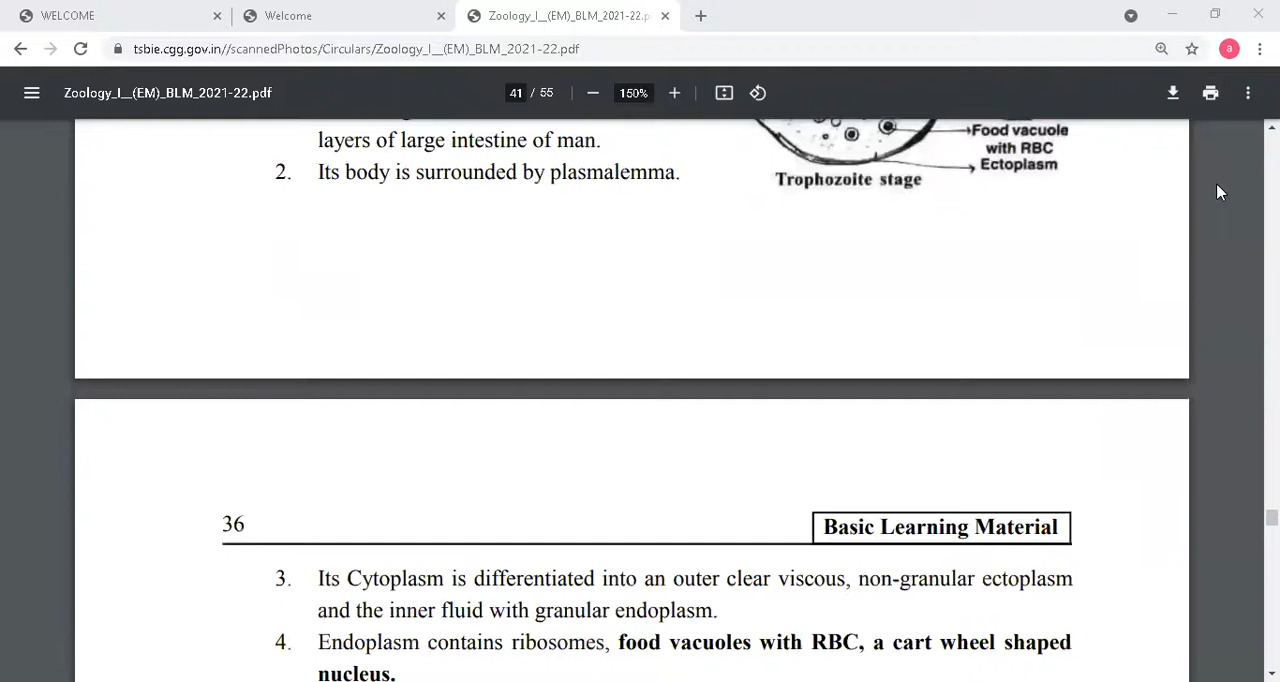 WELCOME
Welcome
Zoology_I__(EM)_BLM_2021-22.p
tsbie.cgg.gov.in//scannedPhotos/Circulars/Zoology_I__(EM)_BLM_2021-22.pdf
a
Zoology_I__(EM)_BLM_2021-22.pdf
41 / 55
150%
layers of large intestine of man.
2. Its body is surrounded by plasmalemma.
Food vacuole
with RBC
Ectoplasm
Trophozoite stage
36
Basic Learning Material
3. Its Cytoplasm is differentiated into an outer clear viscous, non-granular ectoplasm
and the inner fluid with granular endoplasm.
4. Endoplasm contains ribosomes, food vacuoles with RBC, a cart wheel shaped
nucleus.